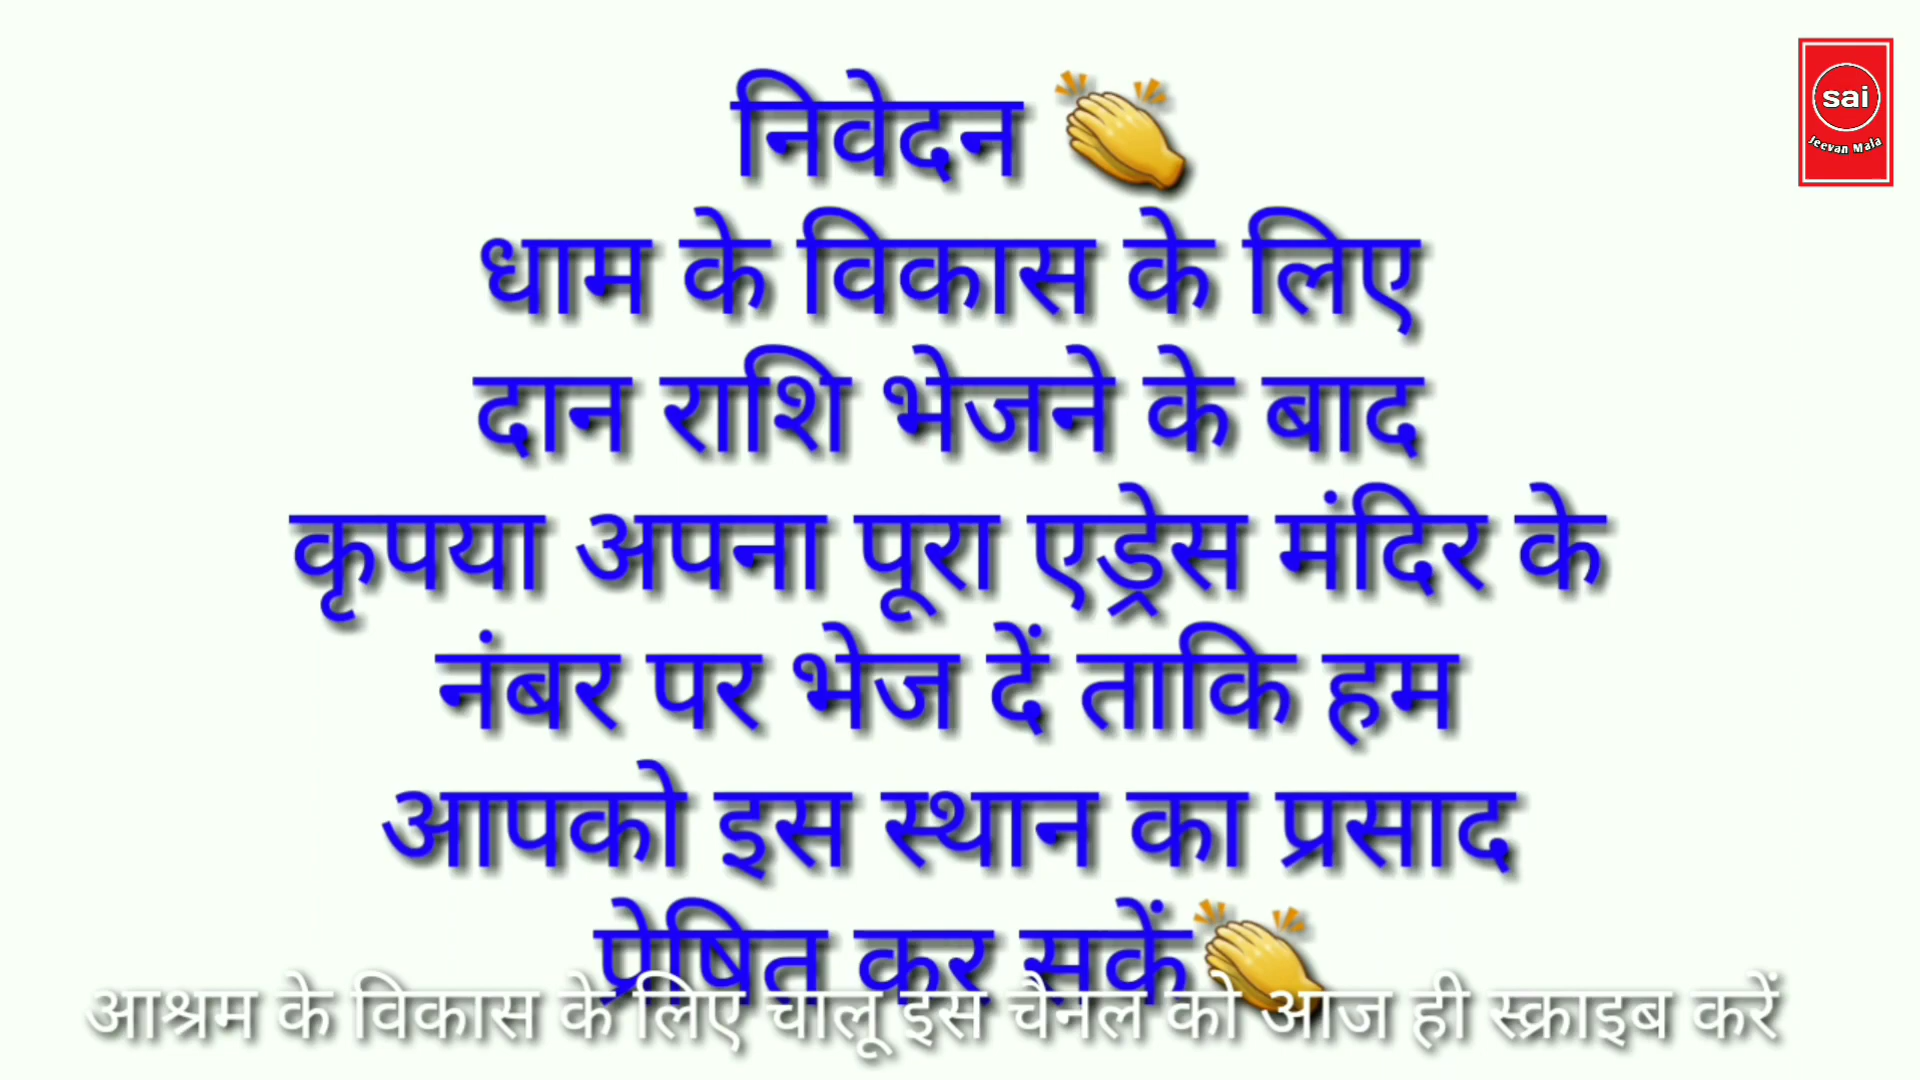 sai
Jeevan Mala
निवेदन 👏
धाम के विकास के लिए
दान राशि भेजने के बाद
कृपया अपना पूरा एड्रेस मंदिर के
नंबर पर भेज दें ताकि हम
आपको इस स्थान का प्रसाद
प्रेषित कर सकें👏
आश्रम के विकास के लिए चालू इस चैनल को आज ही स्क्राइब करें